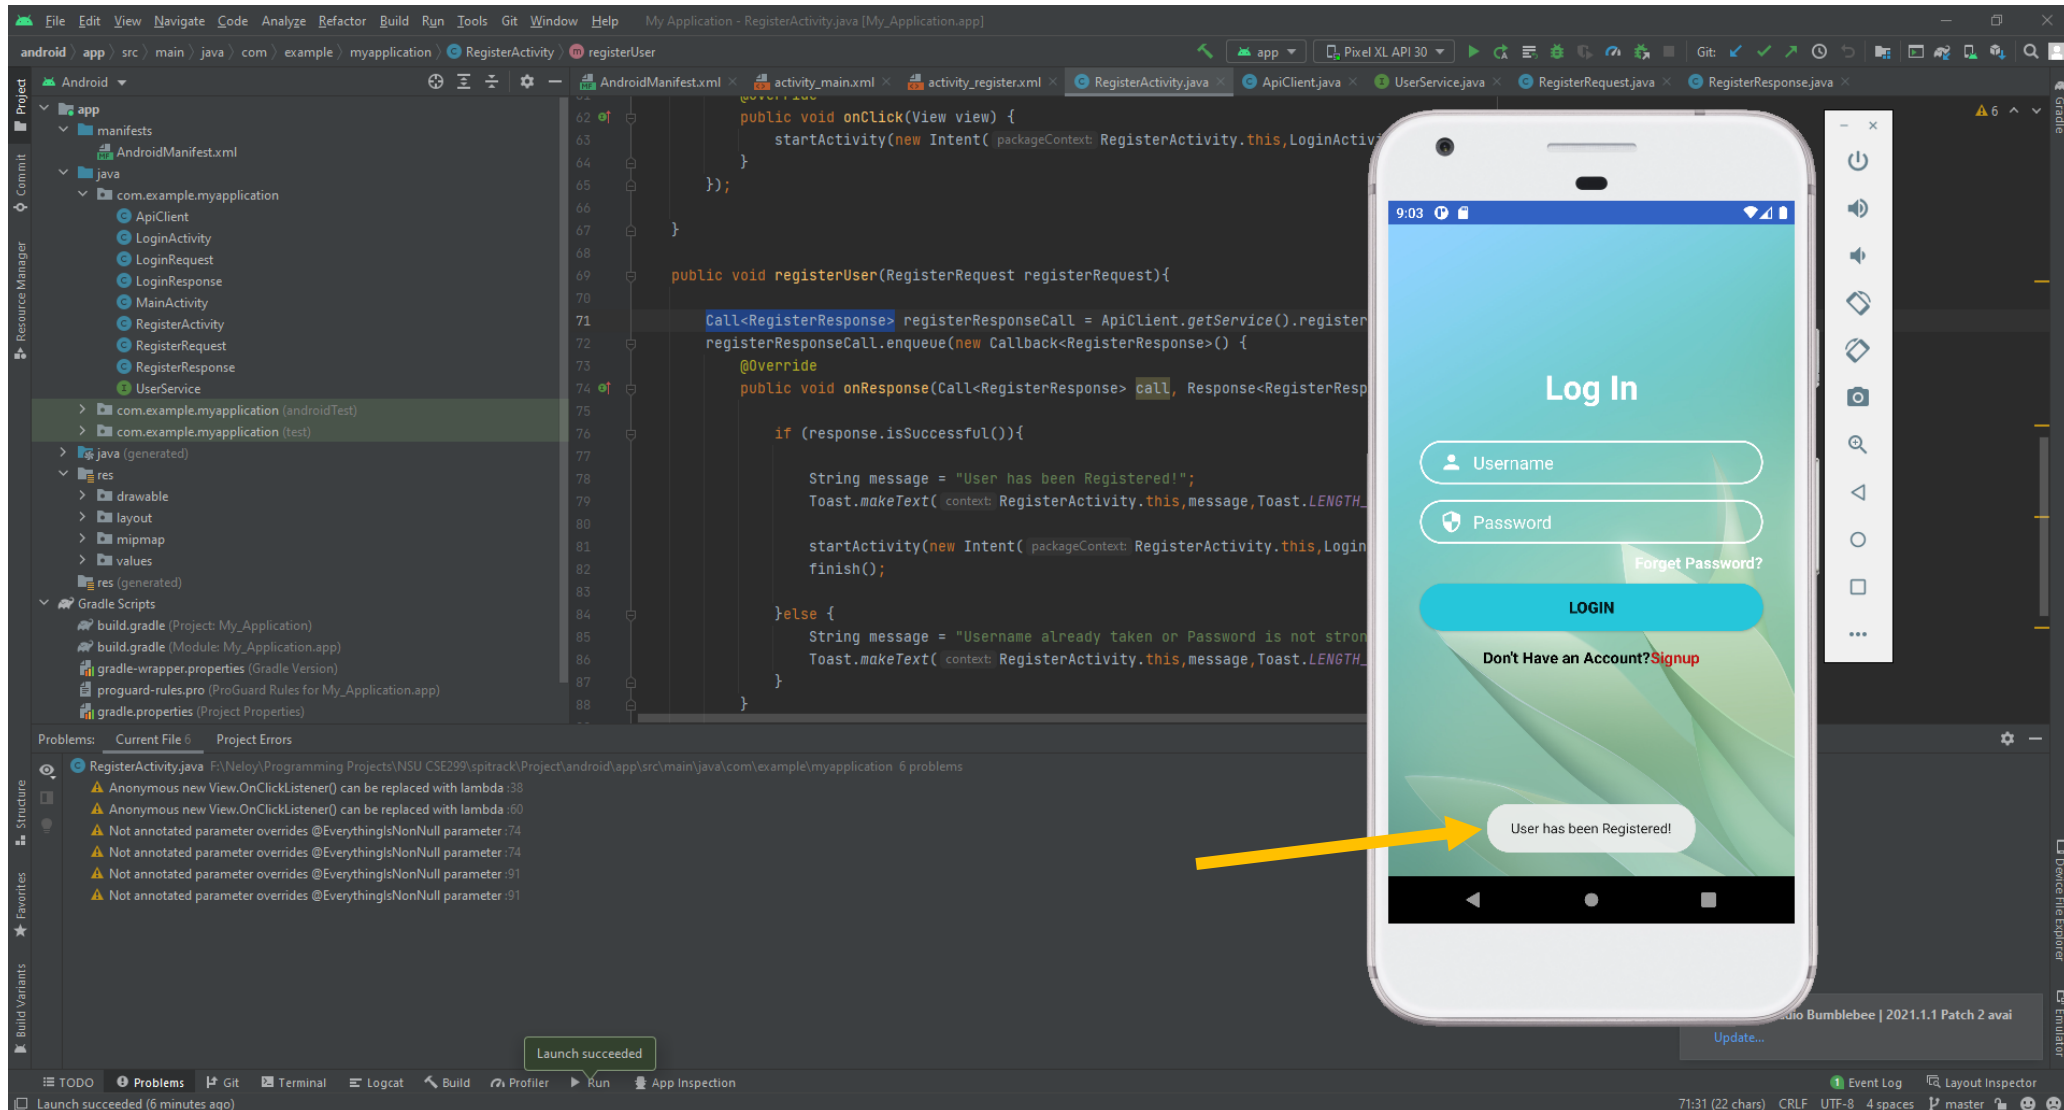 File Edit View Navigate Code Analyze Refactor Build Run Tools Git Window Help My Application - RegisterActivity.java [My_Application.app]
android app src main java com example myapplication RegisterActivity registerUser app Pixel XL API 30 Git:
Project Android AndroidManifest.xml activity_main.xml activity_register.xml RegisterActivity.java ApiClient.java UserService.java RegisterRequest.java RegisterResponse.java
app
manifests
AndroidManifest.xml
java
com.example.myapplication
ApiClient
LoginActivity
LoginRequest
LoginResponse
MainActivity
RegisterActivity
RegisterRequest
RegisterResponse
UserService
com.example.myapplication (androidTest)
com.example.myapplication (test)
java (generated)
res
drawable
layout
mipmap
values
res (generated)
Gradle Scripts
build.gradle (Project: My_Application)
build.gradle (Module: My_Application.app)
gradle-wrapper.properties (Gradle Version)
proguard-rules.pro (ProGuard Rules for My_Application.app)
gradle.properties (Project Properties)
Commit
Resource Manager
Structure
Favorites
Build Variants
@Override
62 public void onClick(View view) {
63 startActivity(new Intent( packageContext: RegisterActivity.this,LoginActiv
64 }
65 });
66
67 }
68
69 public void registerUser(RegisterRequest registerRequest){
70
71 Call<RegisterResponse> registerResponseCall = ApiClient.getService().register
72 registerResponseCall.enqueue(new Callback<RegisterResponse>() {
73 @Override
74 public void onResponse(Call<RegisterResponse> call, Response<RegisterResp
75
76 if (response.isSuccessful()){
77
78 String message = "User has been Registered!";
79 Toast.makeText( context: RegisterActivity.this,message,Toast.LENGTH_
80
81 startActivity(new Intent( packageContext: RegisterActivity.this,Login
82 finish();
83
84 }else {
85 String message = "Username already taken or Password is not stron
86 Toast.makeText( context: RegisterActivity.this,message,Toast.LENGTH_
87 }
88 }
6
Gradle
Device File Explorer
Emulator
9:03
Log In
Username
Password
Forget Password?
LOGIN
Don't Have an Account?Signup
User has been Registered!
Problems: Current File 6 Project Errors
RegisterActivity.java F:\Neloy\Programming Projects\NSU CSE299\spitrack\Project\android\app\src\main\java\com\example\myapplication 6 problems
Anonymous new View.OnClickListener() can be replaced with lambda :38
Anonymous new View.OnClickListener() can be replaced with lambda :60
Not annotated parameter overrides @EverythingIsNonNull parameter :74
Not annotated parameter overrides @EverythingIsNonNull parameter :74
Not annotated parameter overrides @EverythingIsNonNull parameter :91
Not annotated parameter overrides @EverythingIsNonNull parameter :91
Bumblebee | 2021.1.1 Patch 2 avai
Update...
Launch succeeded
TODO Problems Git Terminal Logcat Build Profiler Run App Inspection 1 Event Log Layout Inspector
Launch succeeded (6 minutes ago) 71:31 (22 chars) CRLF UTF-8 4 spaces master